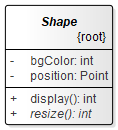 Shape
{root}
- bgColor: int
- position: Point
+ display(): int
+ resize(): int